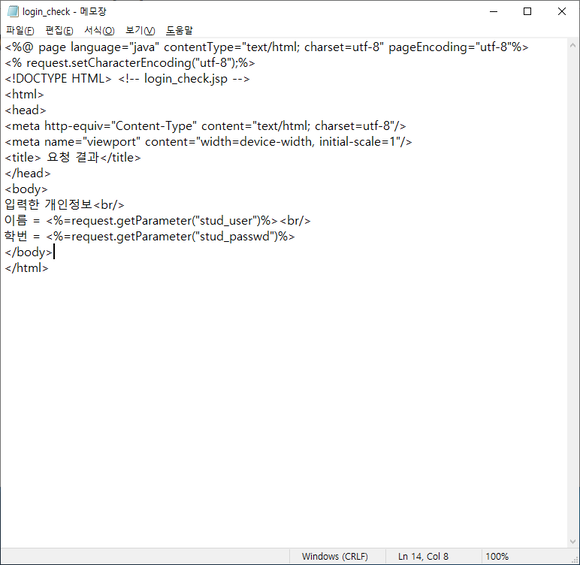 login_check - 메모장
파일(F) 편집(E) 서식(O) 보기(V) 도움말
<%@ page language="java" contentType="text/html; charset=utf-8" pageEncoding="utf-8"%>
<% request.setCharacterEncoding("utf-8");%>
<!DOCTYPE HTML> <!-- login_check.jsp -->
<html>
<head>
<meta http-equiv="Content-Type" content="text/html; charset=utf-8"/>
<meta name="viewport" content="width=device-width, initial-scale=1"/>
<title> 요청 결과</title>
</head>
<body>
입력한 개인정보<br/>
이름 = <%=request.getParameter("stud_user")%><br/>
학번 = <%=request.getParameter("stud_passwd")%>
</body>
</html>
Windows (CRLF) Ln 14, Col 8 100%